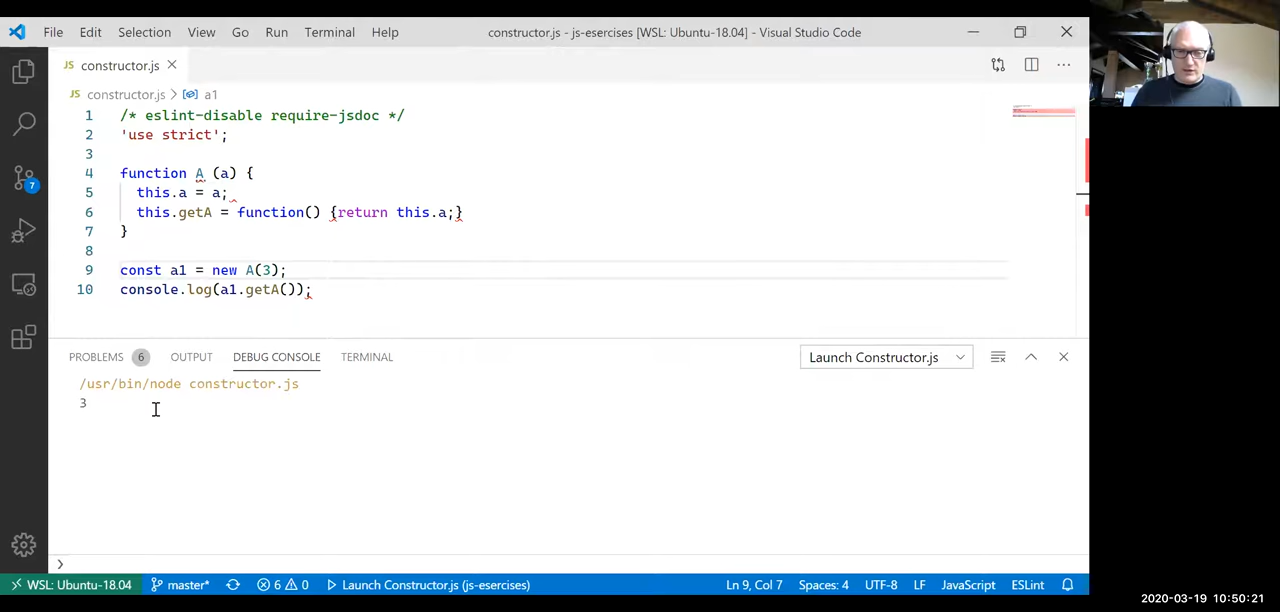 File Edit Selection View Go Run Terminal Help constructor.js - js-esercises [WSL: Ubuntu-18.04] - Visual Studio Code
JS constructor.js
JS constructor.js > a1
1 /* eslint-disable require-jsdoc */
2 'use strict';
3
4 function A (a) {
5 this.a = a;
6 this.getA = function() {return this.a;}
7 }
8
9 const a1 = new A(3);
10 console.log(a1.getA());
7
PROBLEMS 6 OUTPUT DEBUG CONSOLE TERMINAL Launch Constructor.js
/usr/bin/node constructor.js
3
>
WSL: Ubuntu-18.04 master* 6 0 Launch Constructor.js (js-esercises) Ln 9, Col 7 Spaces: 4 UTF-8 LF JavaScript ESLint
2020-03-19 10:50:21